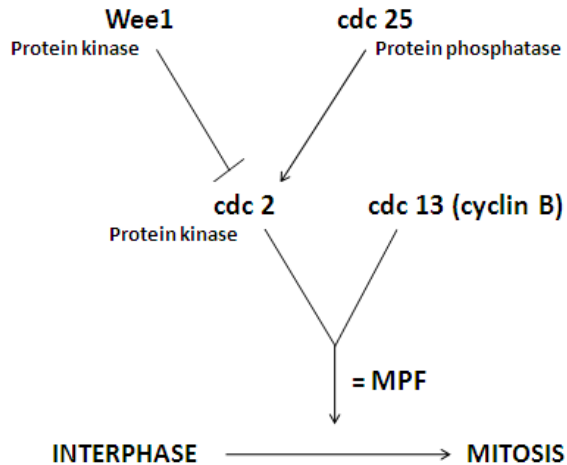 Wee1 cdc 25
Protein kinase Protein phosphatase
cdc 2 cdc 13 (cyclin B)
Protein kinase
= MPF
INTERPHASE MITOSIS